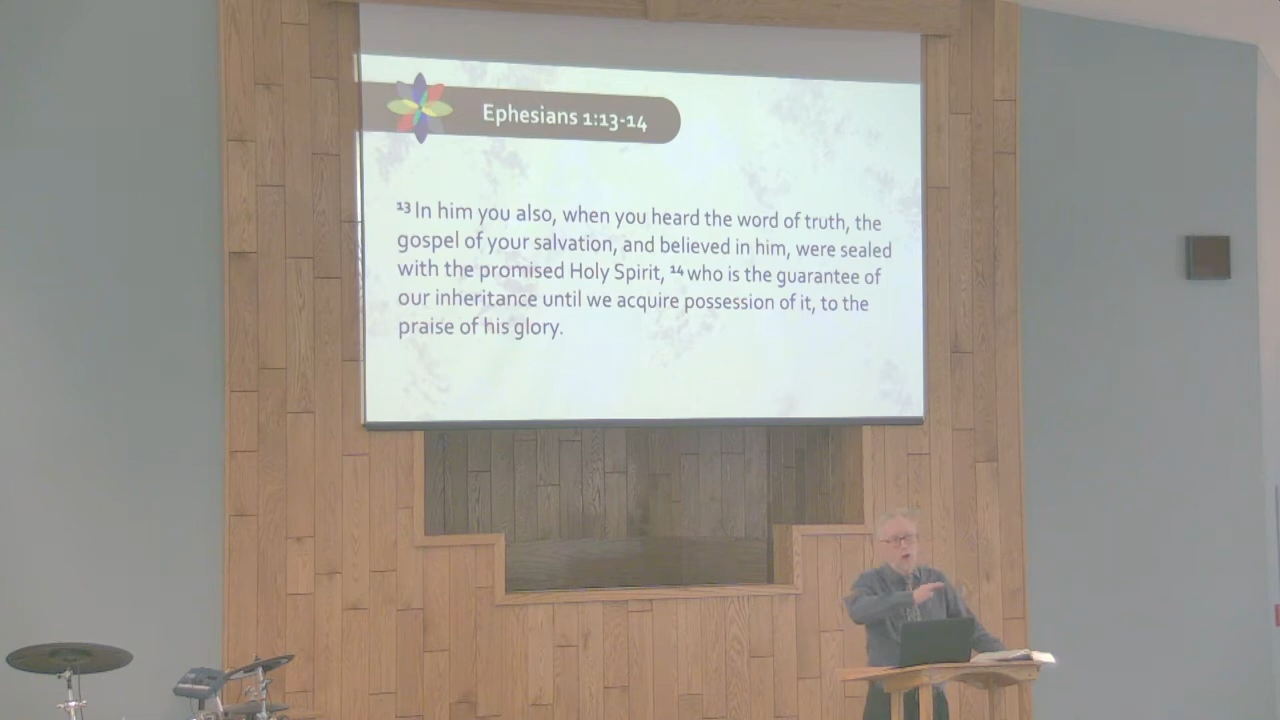 Ephesians 1:13-14
¹³ In him you also, when you heard the word of truth, the
gospel of your salvation, and believed in him, were sealed
with the promised Holy Spirit, ¹⁴ who is the guarantee of
our inheritance until we acquire possession of it, to the
praise of his glory.